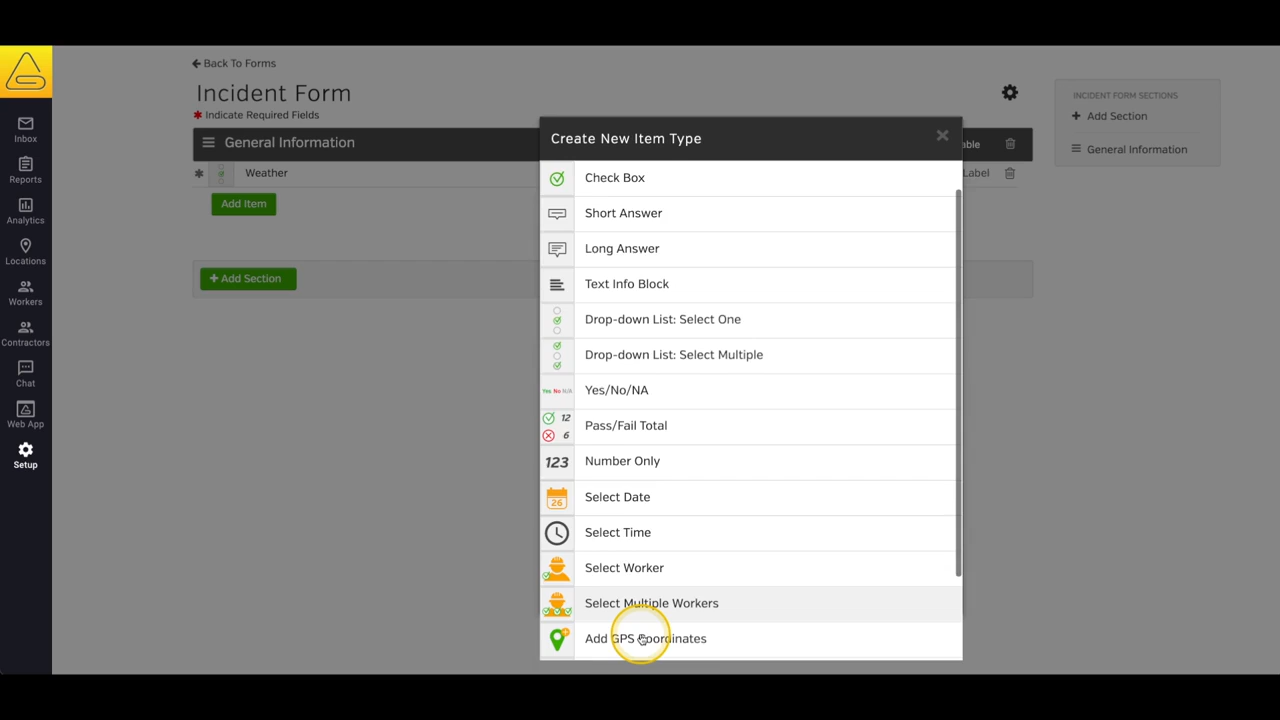 Back To Forms
Incident Form
* Indicate Required Fields
INCIDENT FORM SECTIONS
+ Add Section
General Information
General Information
able
* Weather
Label
Add Item
+ Add Section
Inbox
Reports
Analytics
Locations
Workers
Contractors
Chat
Web App
Setup
Create New Item Type
Check Box
Short Answer
Long Answer
Text Info Block
Drop-down List: Select One
Drop-down List: Select Multiple
Yes No N/A Yes/No/NA
12
6
Pass/Fail Total
123 Number Only
26 Select Date
Select Time
Select Worker
Select Multiple Workers
Add GPS Coordinates